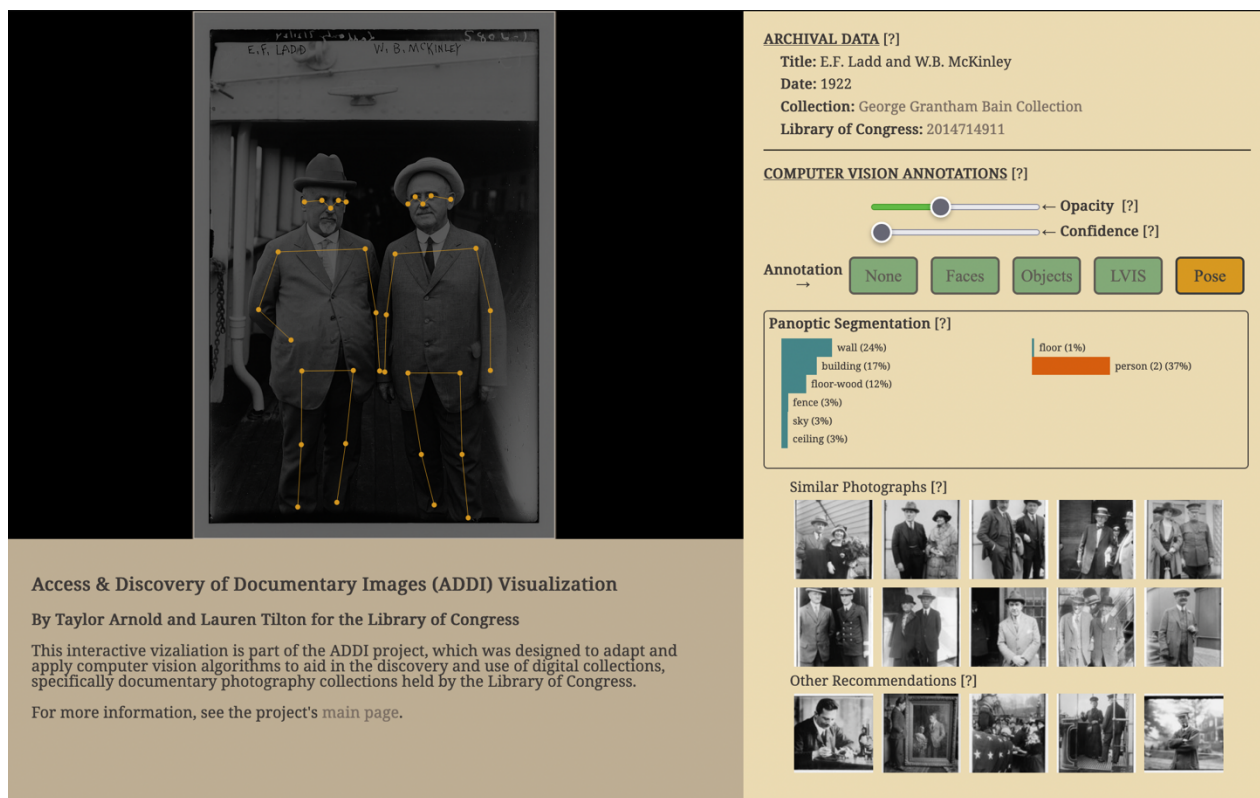 E.F. LADD W.B. McKINLEY
Access & Discovery of Documentary Images (ADDI) Visualization
By Taylor Arnold and Lauren Tilton for the Library of Congress
This interactive vizaliation is part of the ADDI project, which was designed to adapt and
apply computer vision algorithms to aid in the discovery and use of digital collections,
specifically documentary photography collections held by the Library of Congress.
For more information, see the project's main page.
ARCHIVAL DATA [?]
Title: E.F. Ladd and W.B. McKinley
Date: 1922
Collection: George Grantham Bain Collection
Library of Congress: 2014714911
COMPUTER VISION ANNOTATIONS [?]
← Opacity [?]
← Confidence [?]
Annotation → None Faces Objects LVIS Pose
Panoptic Segmentation [?]
wall (24%)
building (17%)
floor-wood (12%)
fence (3%)
sky (3%)
ceiling (3%)
floor (1%)
person (2) (37%)
Similar Photographs [?]
Other Recommendations [?]